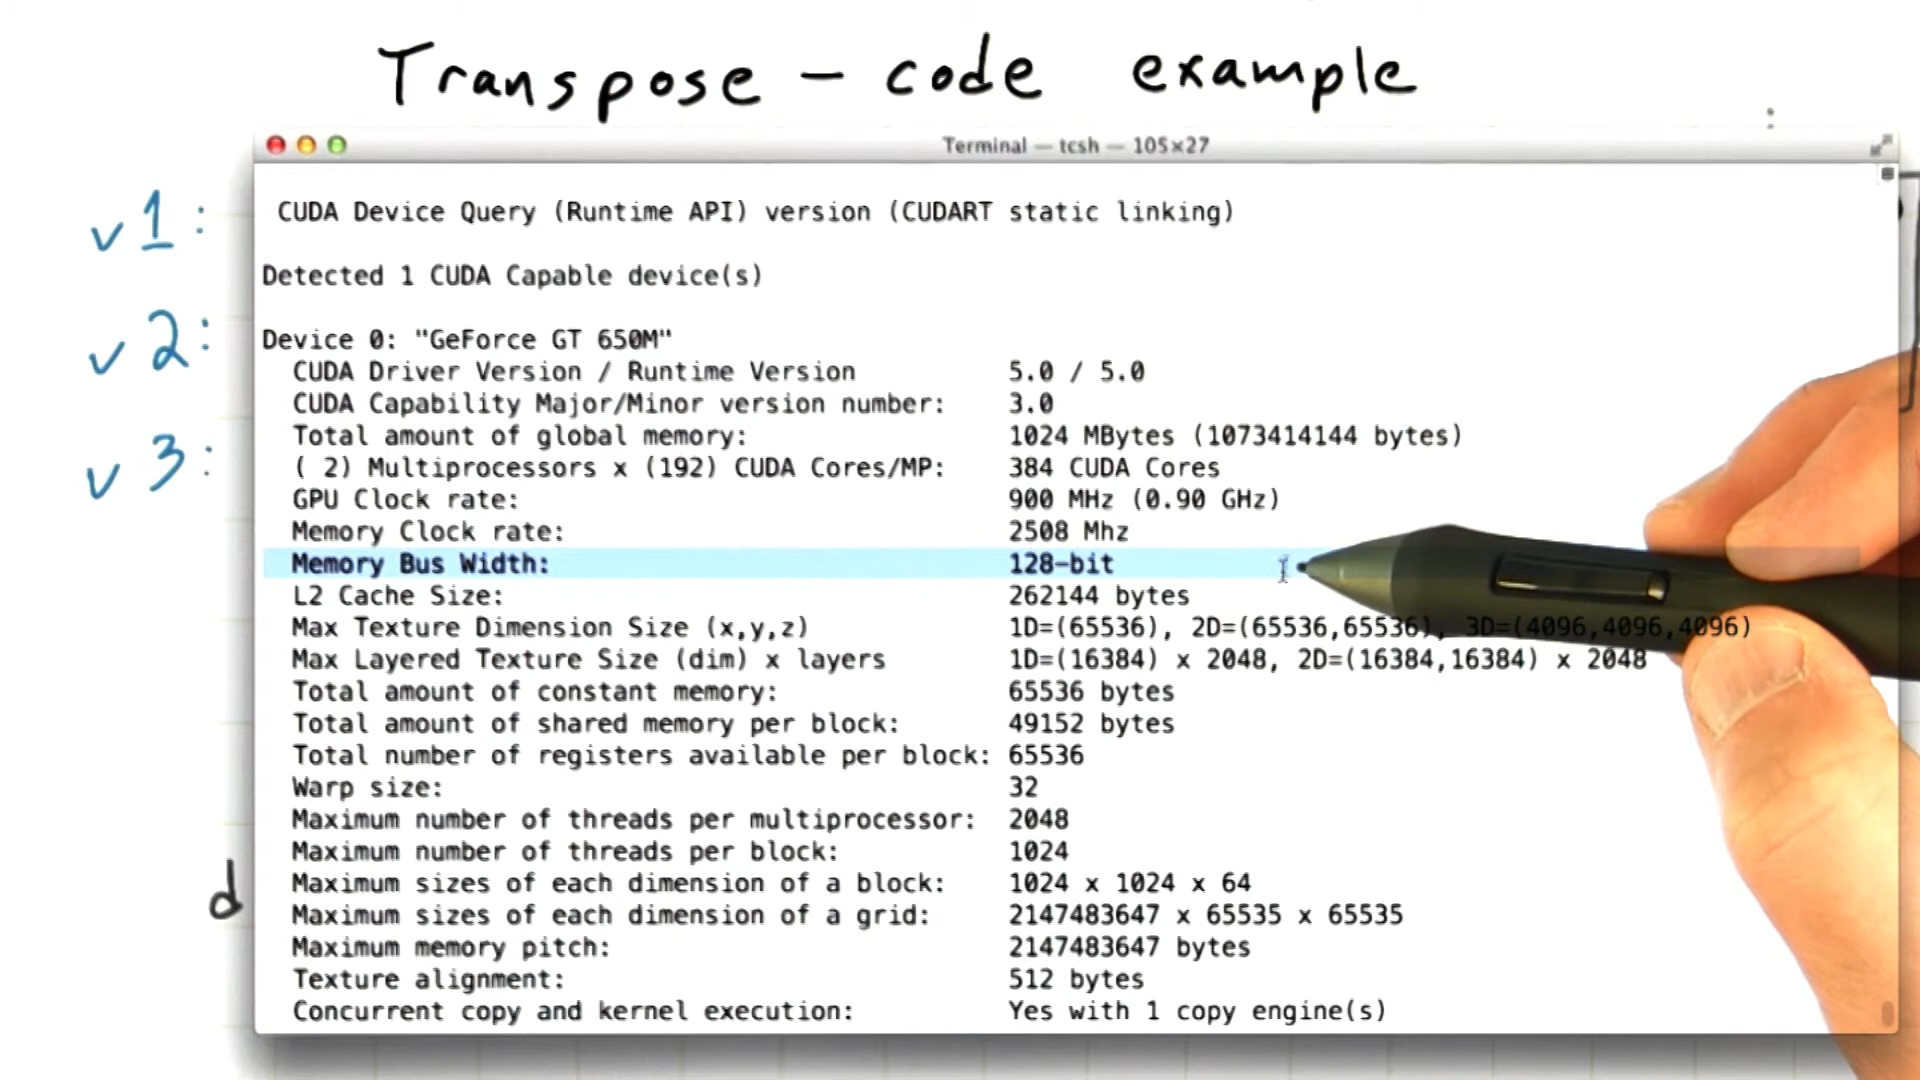 Transpose - code example
Terminal — tcsh — 105×27
v1:
v2:
v3:
d
CUDA Device Query (Runtime API) version (CUDART static linking)
Detected 1 CUDA Capable device(s)
Device 0: "GeForce GT 650M"
CUDA Driver Version / Runtime Version 5.0 / 5.0
CUDA Capability Major/Minor version number: 3.0
Total amount of global memory: 1024 MBytes (1073414144 bytes)
( 2) Multiprocessors x (192) CUDA Cores/MP: 384 CUDA Cores
GPU Clock rate: 900 MHz (0.90 GHz)
Memory Clock rate: 2508 Mhz
Memory Bus Width: 128-bit
L2 Cache Size: 262144 bytes
Max Texture Dimension Size (x,y,z) 1D=(65536), 2D=(65536,65536), 3D=(4096,4096,4096)
Max Layered Texture Size (dim) x layers 1D=(16384) x 2048, 2D=(16384,16384) x 2048
Total amount of constant memory: 65536 bytes
Total amount of shared memory per block: 49152 bytes
Total number of registers available per block: 65536
Warp size: 32
Maximum number of threads per multiprocessor: 2048
Maximum number of threads per block: 1024
Maximum sizes of each dimension of a block: 1024 x 1024 x 64
Maximum sizes of each dimension of a grid: 2147483647 x 65535 x 65535
Maximum memory pitch: 2147483647 bytes
Texture alignment: 512 bytes
Concurrent copy and kernel execution: Yes with 1 copy engine(s)